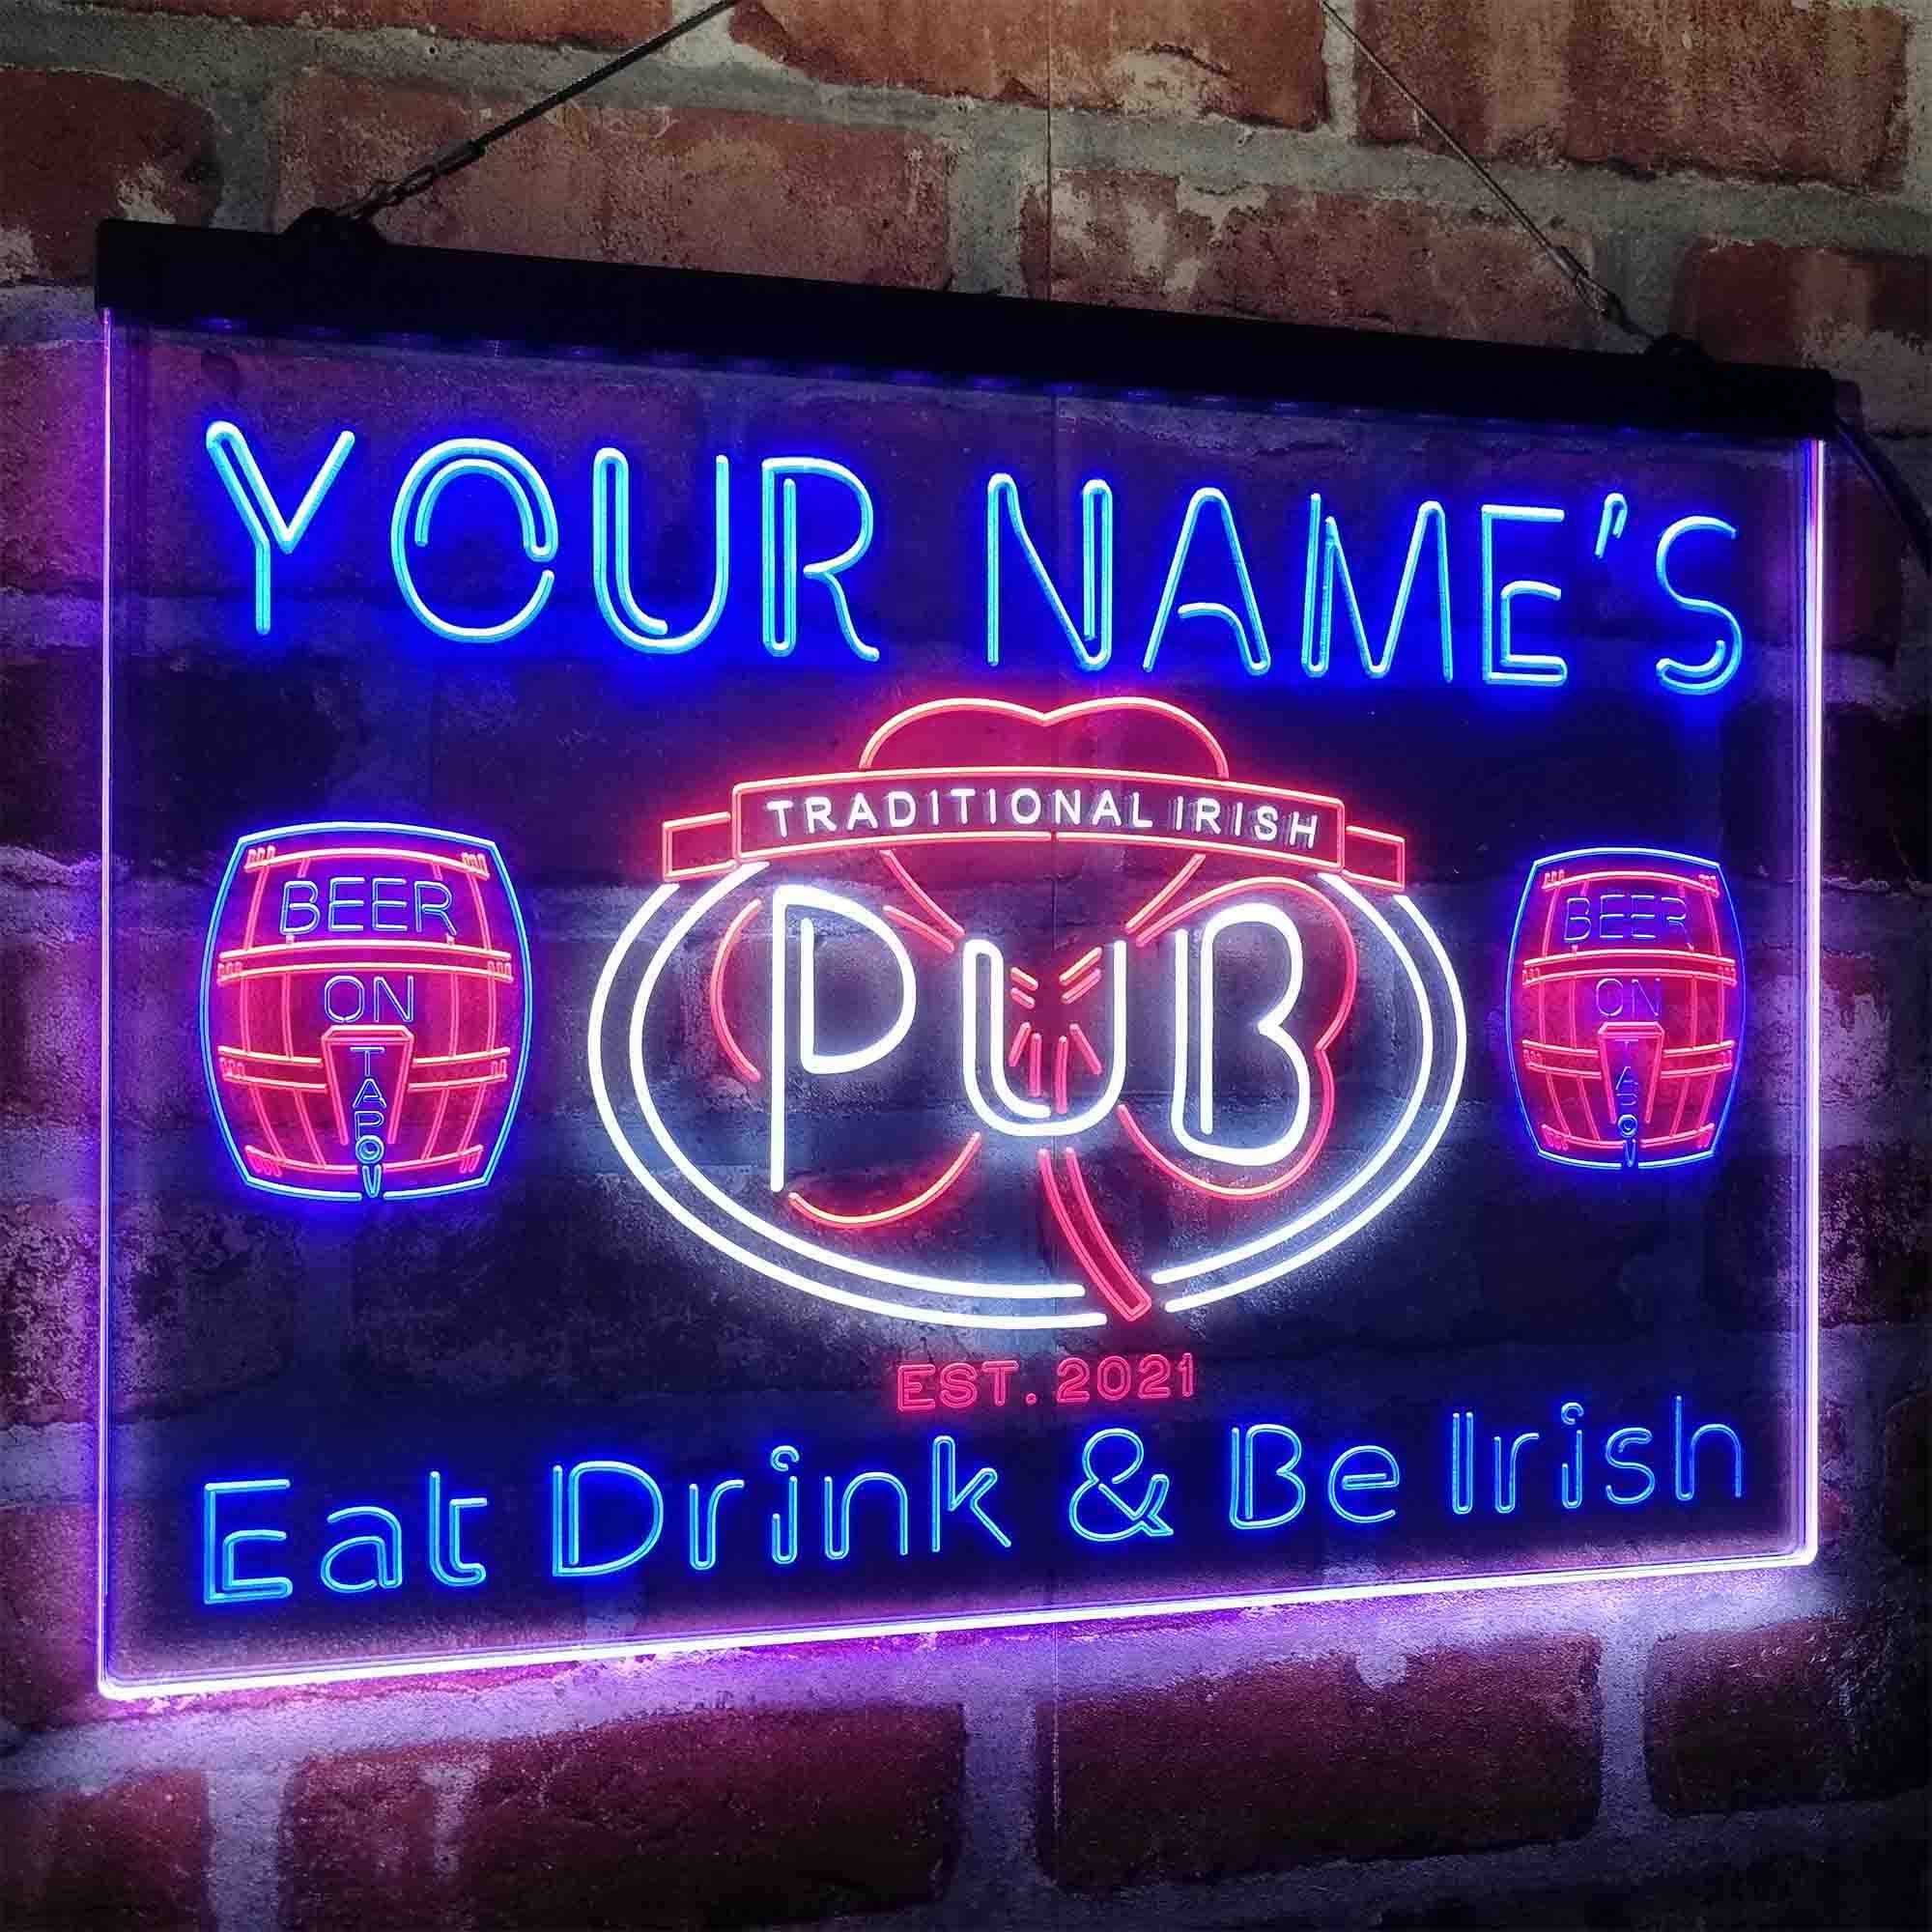 YOUR NAME'S
TRADITIONAL IRISH
PUB
BEER
ON
TAP
BEER
ON
TAP
EST. 2021
Eat Drink & Be Irish